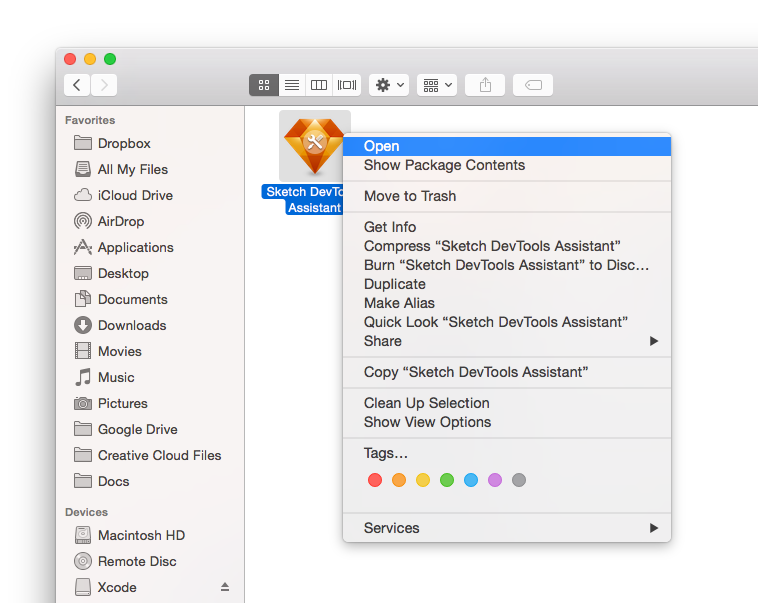 Favorites
Dropbox
All My Files
iCloud Drive
AirDrop
Applications
Desktop
Documents
Downloads
Movies
Music
Pictures
Google Drive
Creative Cloud Files
Docs
Devices
Macintosh HD
Remote Disc
Xcode
Sketch DevTo
Assistant
Open
Show Package Contents
Move to Trash
Get Info
Compress “Sketch DevTools Assistant”
Burn “Sketch DevTools Assistant” to Disc...
Duplicate
Make Alias
Quick Look “Sketch DevTools Assistant”
Share
Copy “Sketch DevTools Assistant”
Clean Up Selection
Show View Options
Tags...
Services